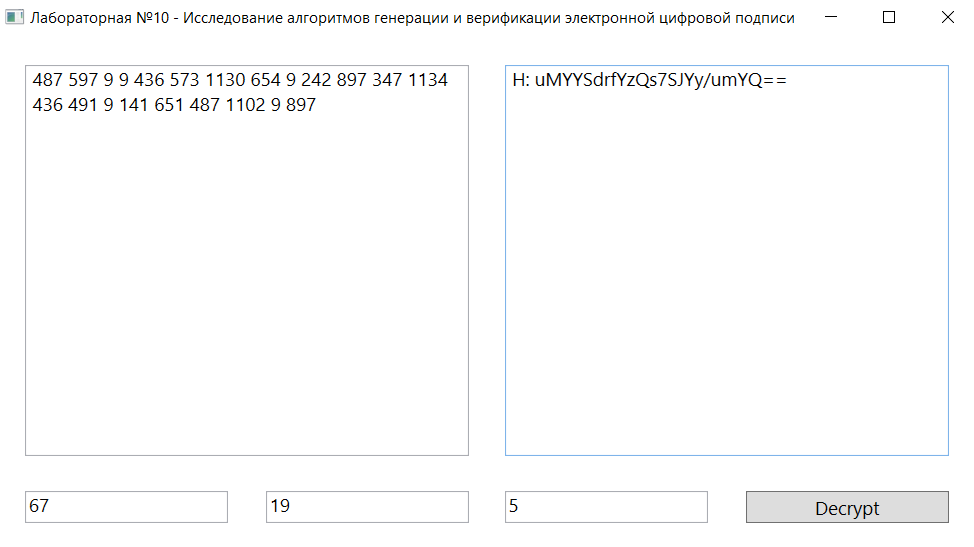 Лабораторная №10 - Исследование алгоритмов генерации и верификации электронной цифровой подписи
487 597 9 9 436 573 1130 654 9 242 897 347 1134
436 491 9 141 651 487 1102 9 897
H: uMYYSdrfYzQs7SJYy/umYQ==
67
19
5
Decrypt